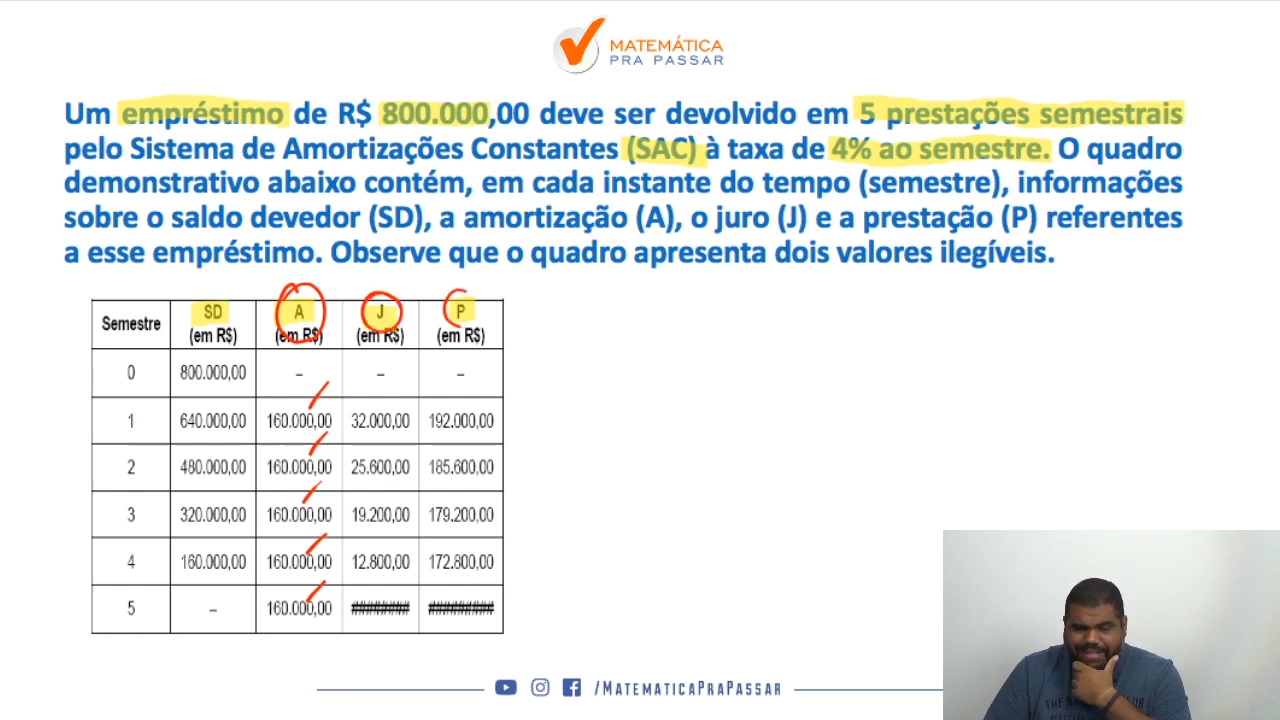 MATEMÁTICA
PRA PASSAR
Um empréstimo de R$ 800.000,00 deve ser devolvido em 5 prestações semestrais
pelo Sistema de Amortizações Constantes (SAC) à taxa de 4% ao semestre. O quadro
demonstrativo abaixo contém, em cada instante do tempo (semestre), informações
sobre o saldo devedor (SD), a amortização (A), o juro (J) e a prestação (P) referentes
a esse empréstimo. Observe que o quadro apresenta dois valores ilegíveis.
Semestre SD (em R$) A (em R$) J (em R$) P (em R$)
0 800.000,00 – – –
1 640.000,00 160.000,00 32.000,00 192.000,00
2 480.000,00 160.000,00 25.600,00 185.600,00
3 320.000,00 160.000,00 19.200,00 179.200,00
4 160.000,00 160.000,00 12.800,00 172.800,00
5 – 160.000,00
/MATEMATICAPRAPASSAR